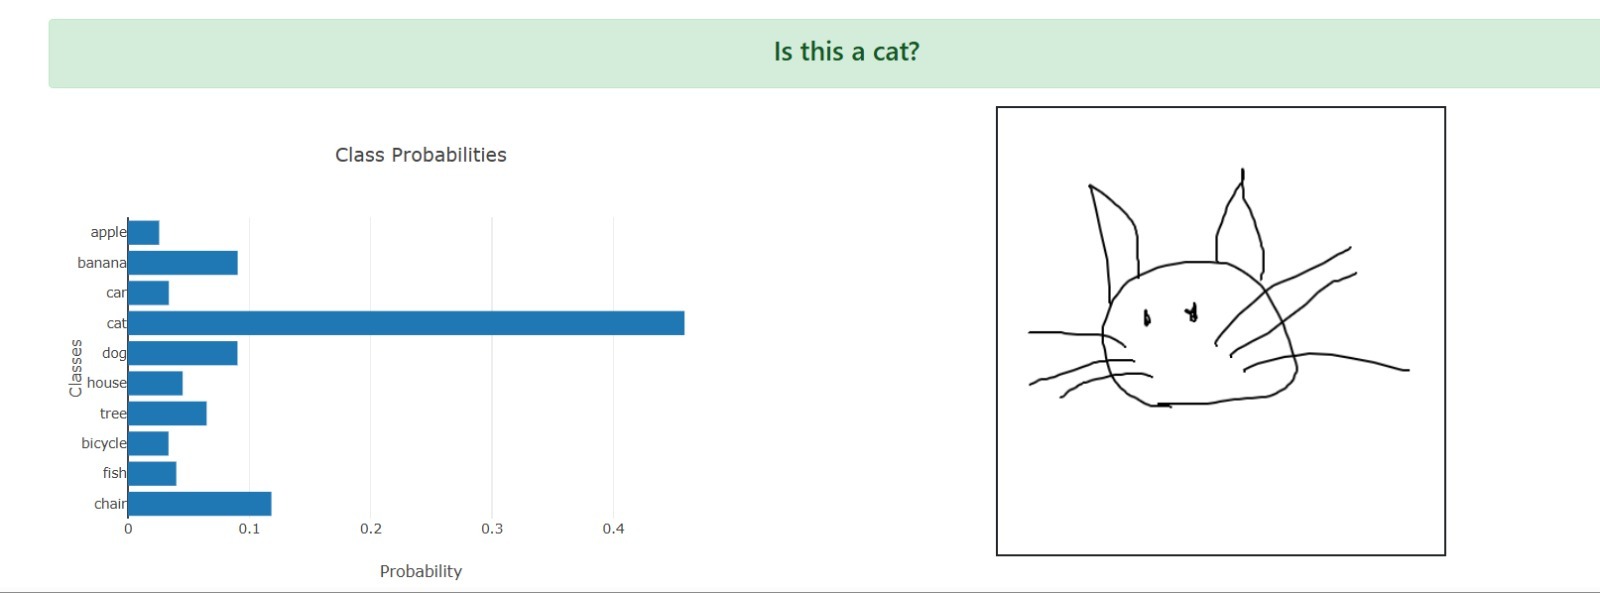 Is this a cat?
Class Probabilities
apple
banana
car
cat
dog
house
tree
bicycle
fish
chair
Classes
0 0.1 0.2 0.3 0.4
Probability